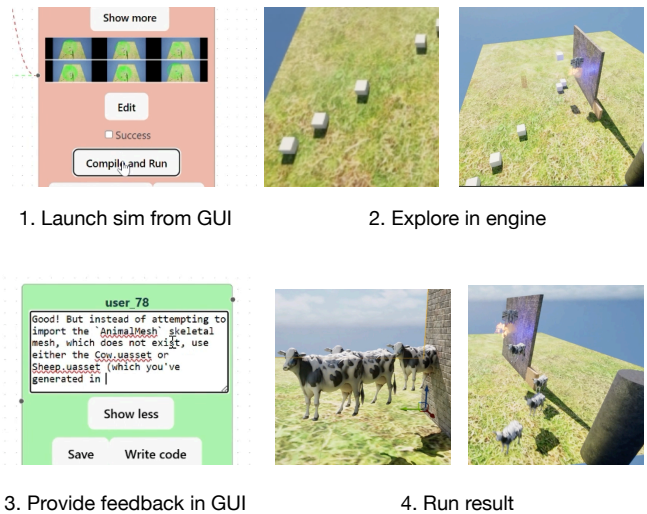 Show more
Edit
Success
Compile and Run
1. Launch sim from GUI
2. Explore in engine
user_78
Good! But instead of attempting to
import the `AnimalMesh` skeletal
mesh, which does not exist, use
either the Cow.uasset or
Sheep.uasset (which you've
generated in
Show less
Save
Write code
3. Provide feedback in GUI
4. Run result